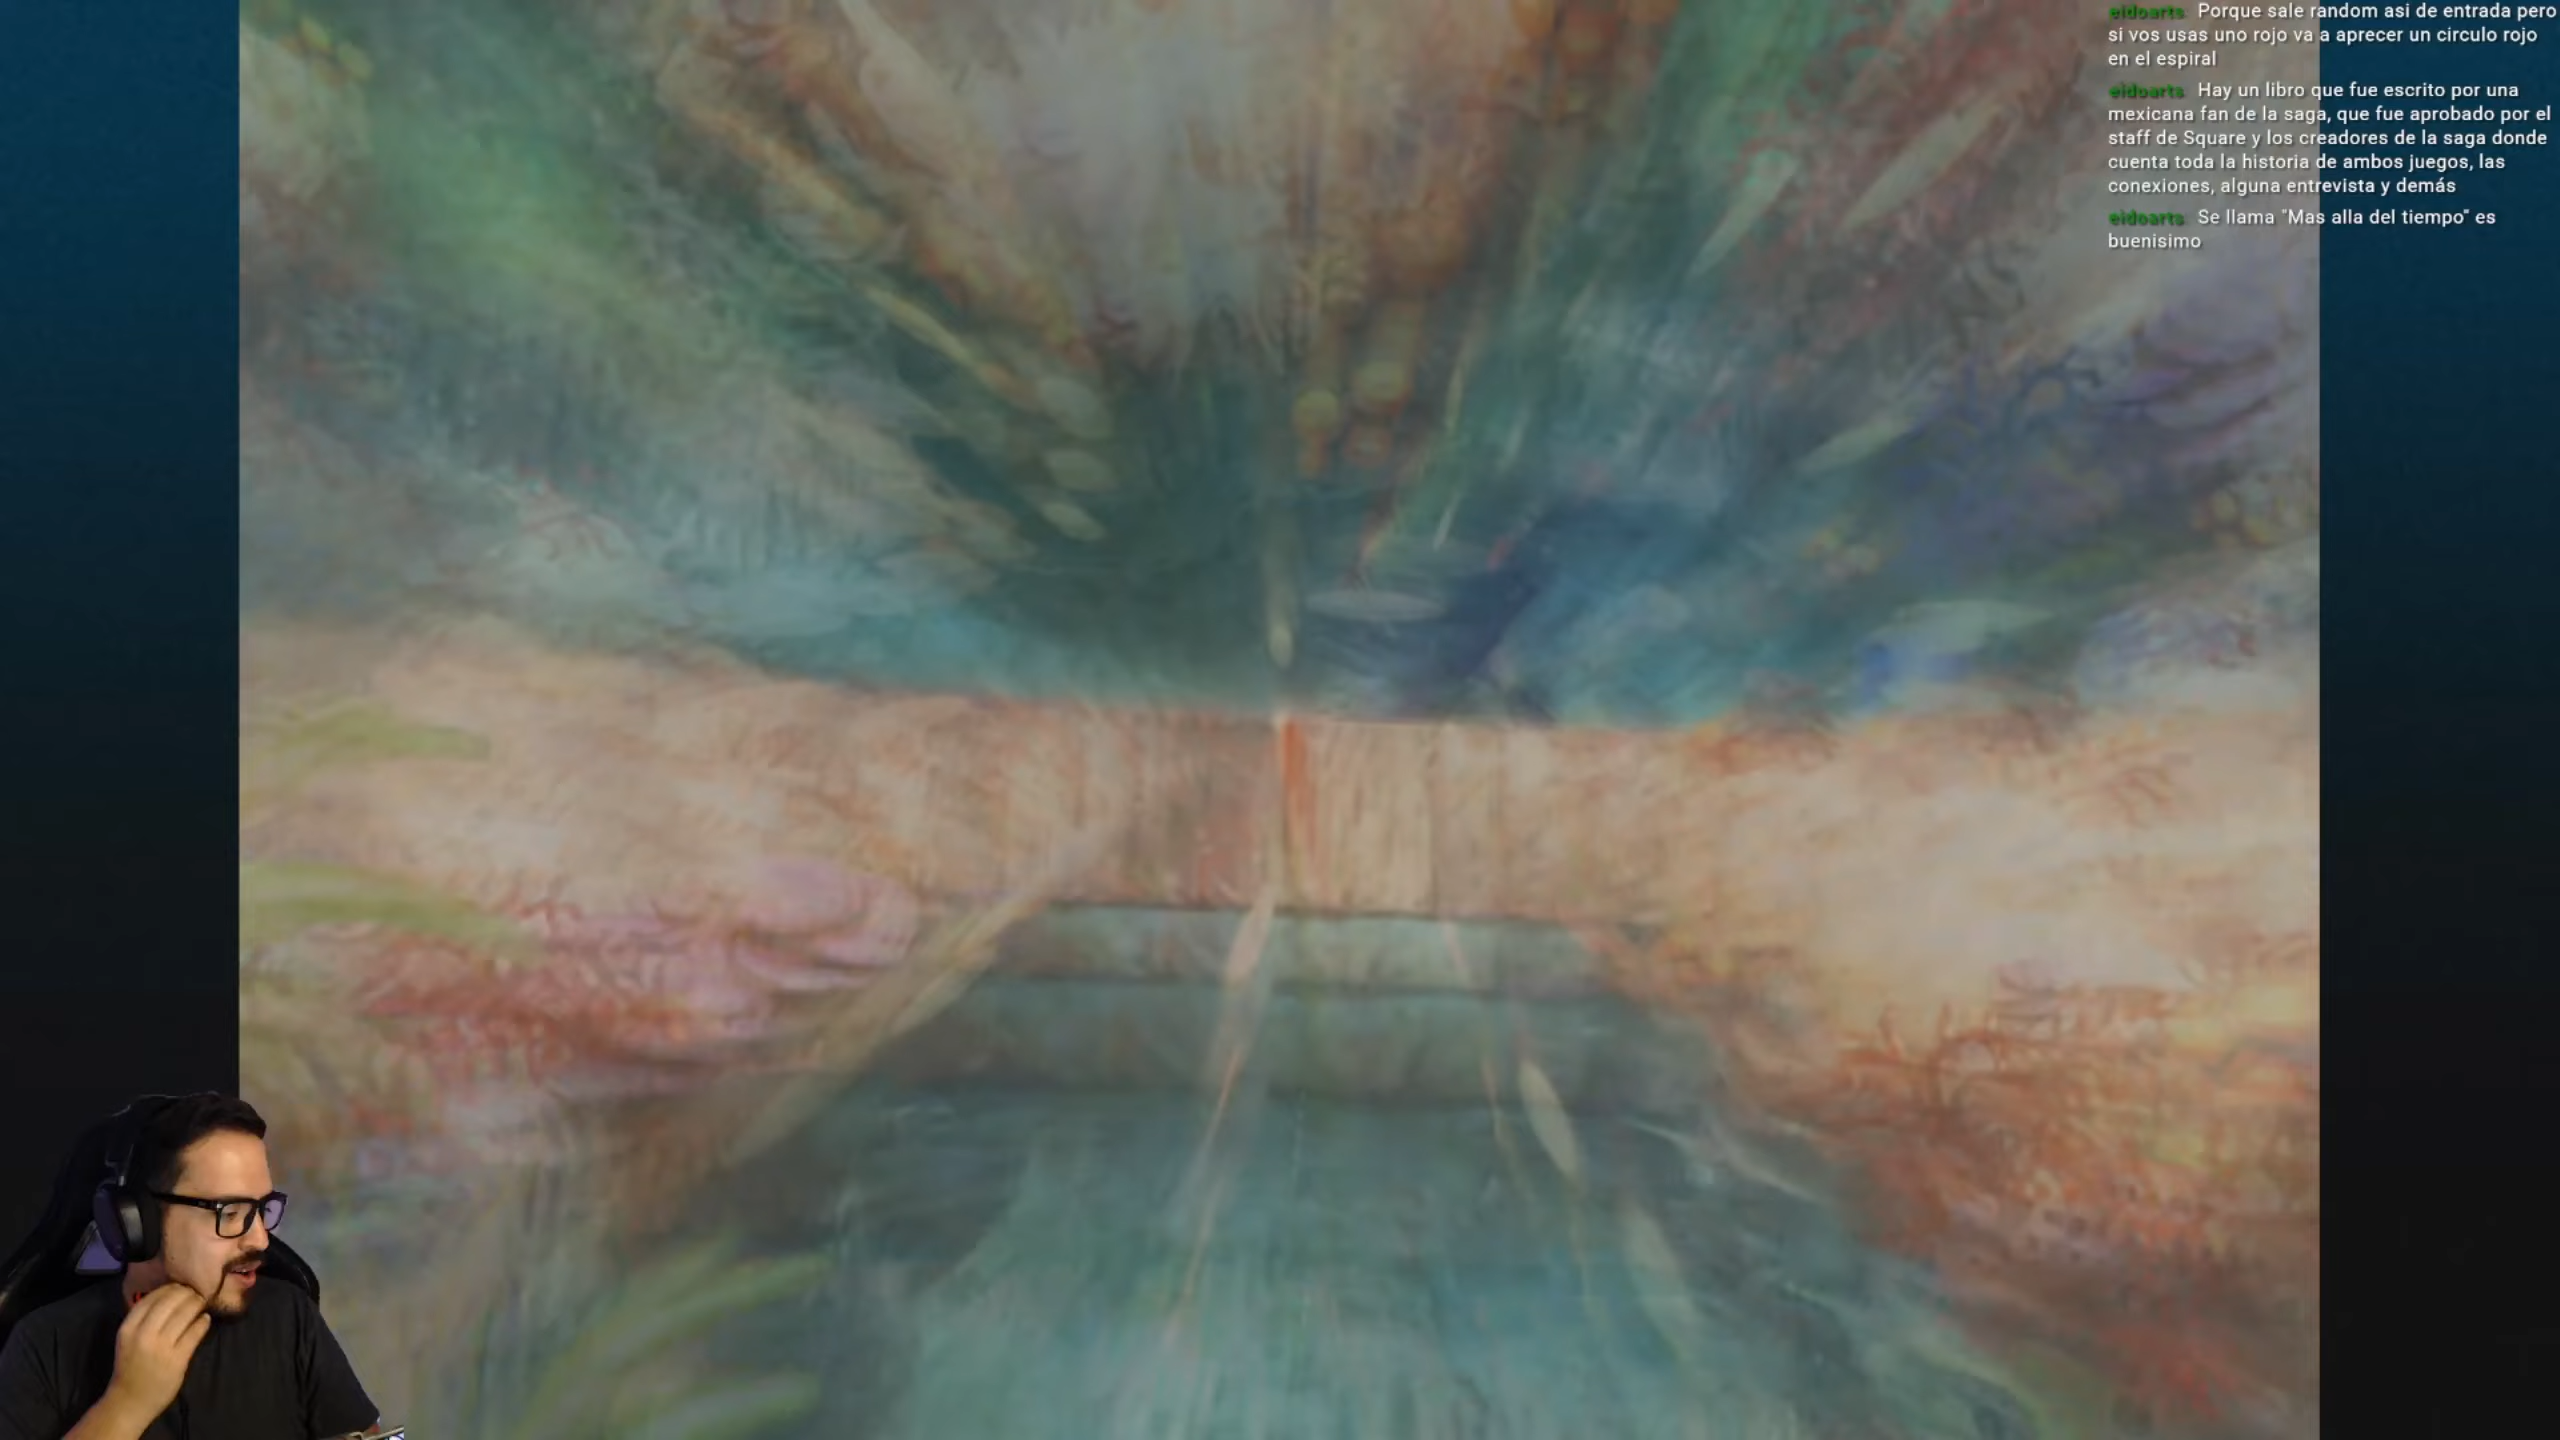 eidoarts Porque sale random asi de entrada pero
si vos usas uno rojo va a aprecer un circulo rojo
en el espiral
eidoarts Hay un libro que fue escrito por una
mexicana fan de la saga, que fue aprobado por el
staff de Square y los creadores de la saga donde
cuenta toda la historia de ambos juegos, las
conexiones, alguna entrevista y demás
eidoarts Se llama "Mas alla del tiempo" es
buenisimo